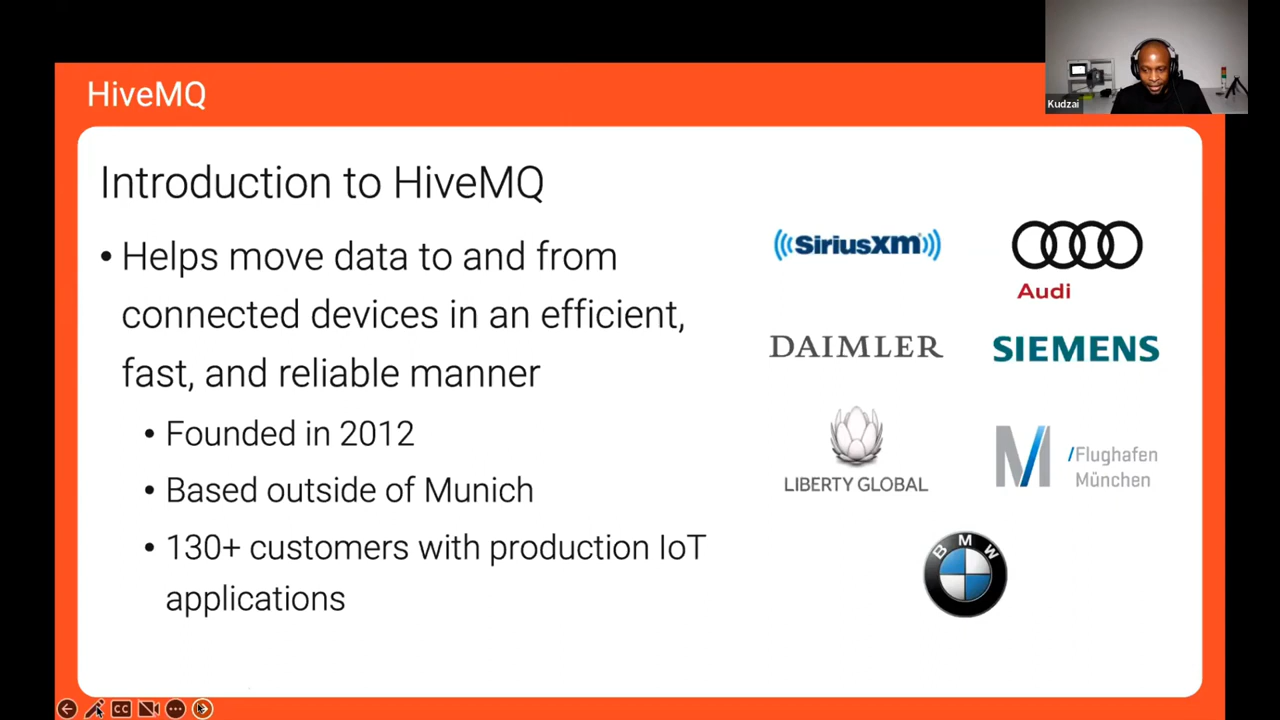 HiveMQ
Kudzai
Introduction to HiveMQ
• Helps move data to and from
connected devices in an efficient,
fast, and reliable manner
• Founded in 2012
• Based outside of Munich
• 130+ customers with production IoT
applications
SiriusXM
Audi
DAIMLER
SIEMENS
LIBERTY GLOBAL
M /Flughafen
München
BMW
CC